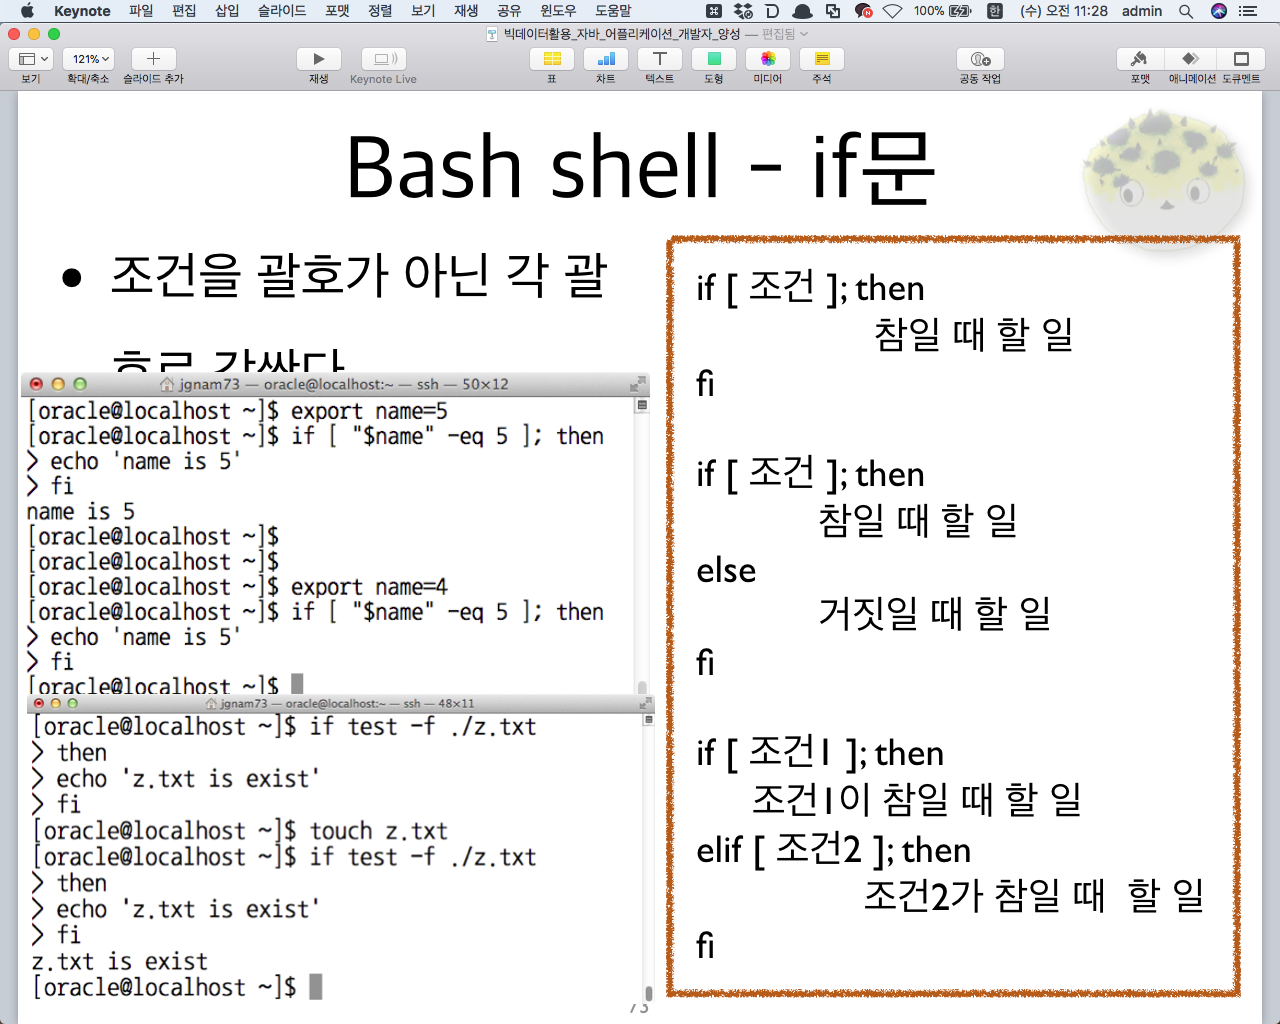 Keynote 파일 편집 삽입 슬라이드 포맷 정렬 보기 재생 공유 윈도우 도움말 100% 한 (수) 오전 11:28 admin
빅데이터활용_자바_어플리케이션_개발자_양성 — 편집됨
121%
보기 확대/축소 슬라이드 추가 재생 Keynote Live 표 차트 텍스트 도형 미디어 주석 공동 작업 포맷 애니메이션 도큐멘트
Bash shell - if문
• 조건을 괄호가 아닌 각 괄
호로 감싼다
jgnam73 — oracle@localhost:~ — ssh — 50×12
[oracle@localhost ~]$ export name=5
[oracle@localhost ~]$ if [ "$name" -eq 5 ]; then
> echo 'name is 5'
> fi
name is 5
[oracle@localhost ~]$
[oracle@localhost ~]$
[oracle@localhost ~]$ export name=4
[oracle@localhost ~]$ if [ "$name" -eq 5 ]; then
> echo 'name is 5'
> fi
[oracle@localhost ~]$
jgnam73 — oracle@localhost:~ — ssh — 48×11
[oracle@localhost ~]$ if test -f ./z.txt
> then
> echo 'z.txt is exist'
> fi
[oracle@localhost ~]$ touch z.txt
[oracle@localhost ~]$ if test -f ./z.txt
> then
> echo 'z.txt is exist'
> fi
z.txt is exist
[oracle@localhost ~]$
if [ 조건 ]; then
참일 때 할 일
fi
if [ 조건 ]; then
참일 때 할 일
else
거짓일 때 할 일
fi
if [ 조건1 ]; then
조건1이 참일 때 할 일
elif [ 조건2 ]; then
조건2가 참일 때 할 일
fi